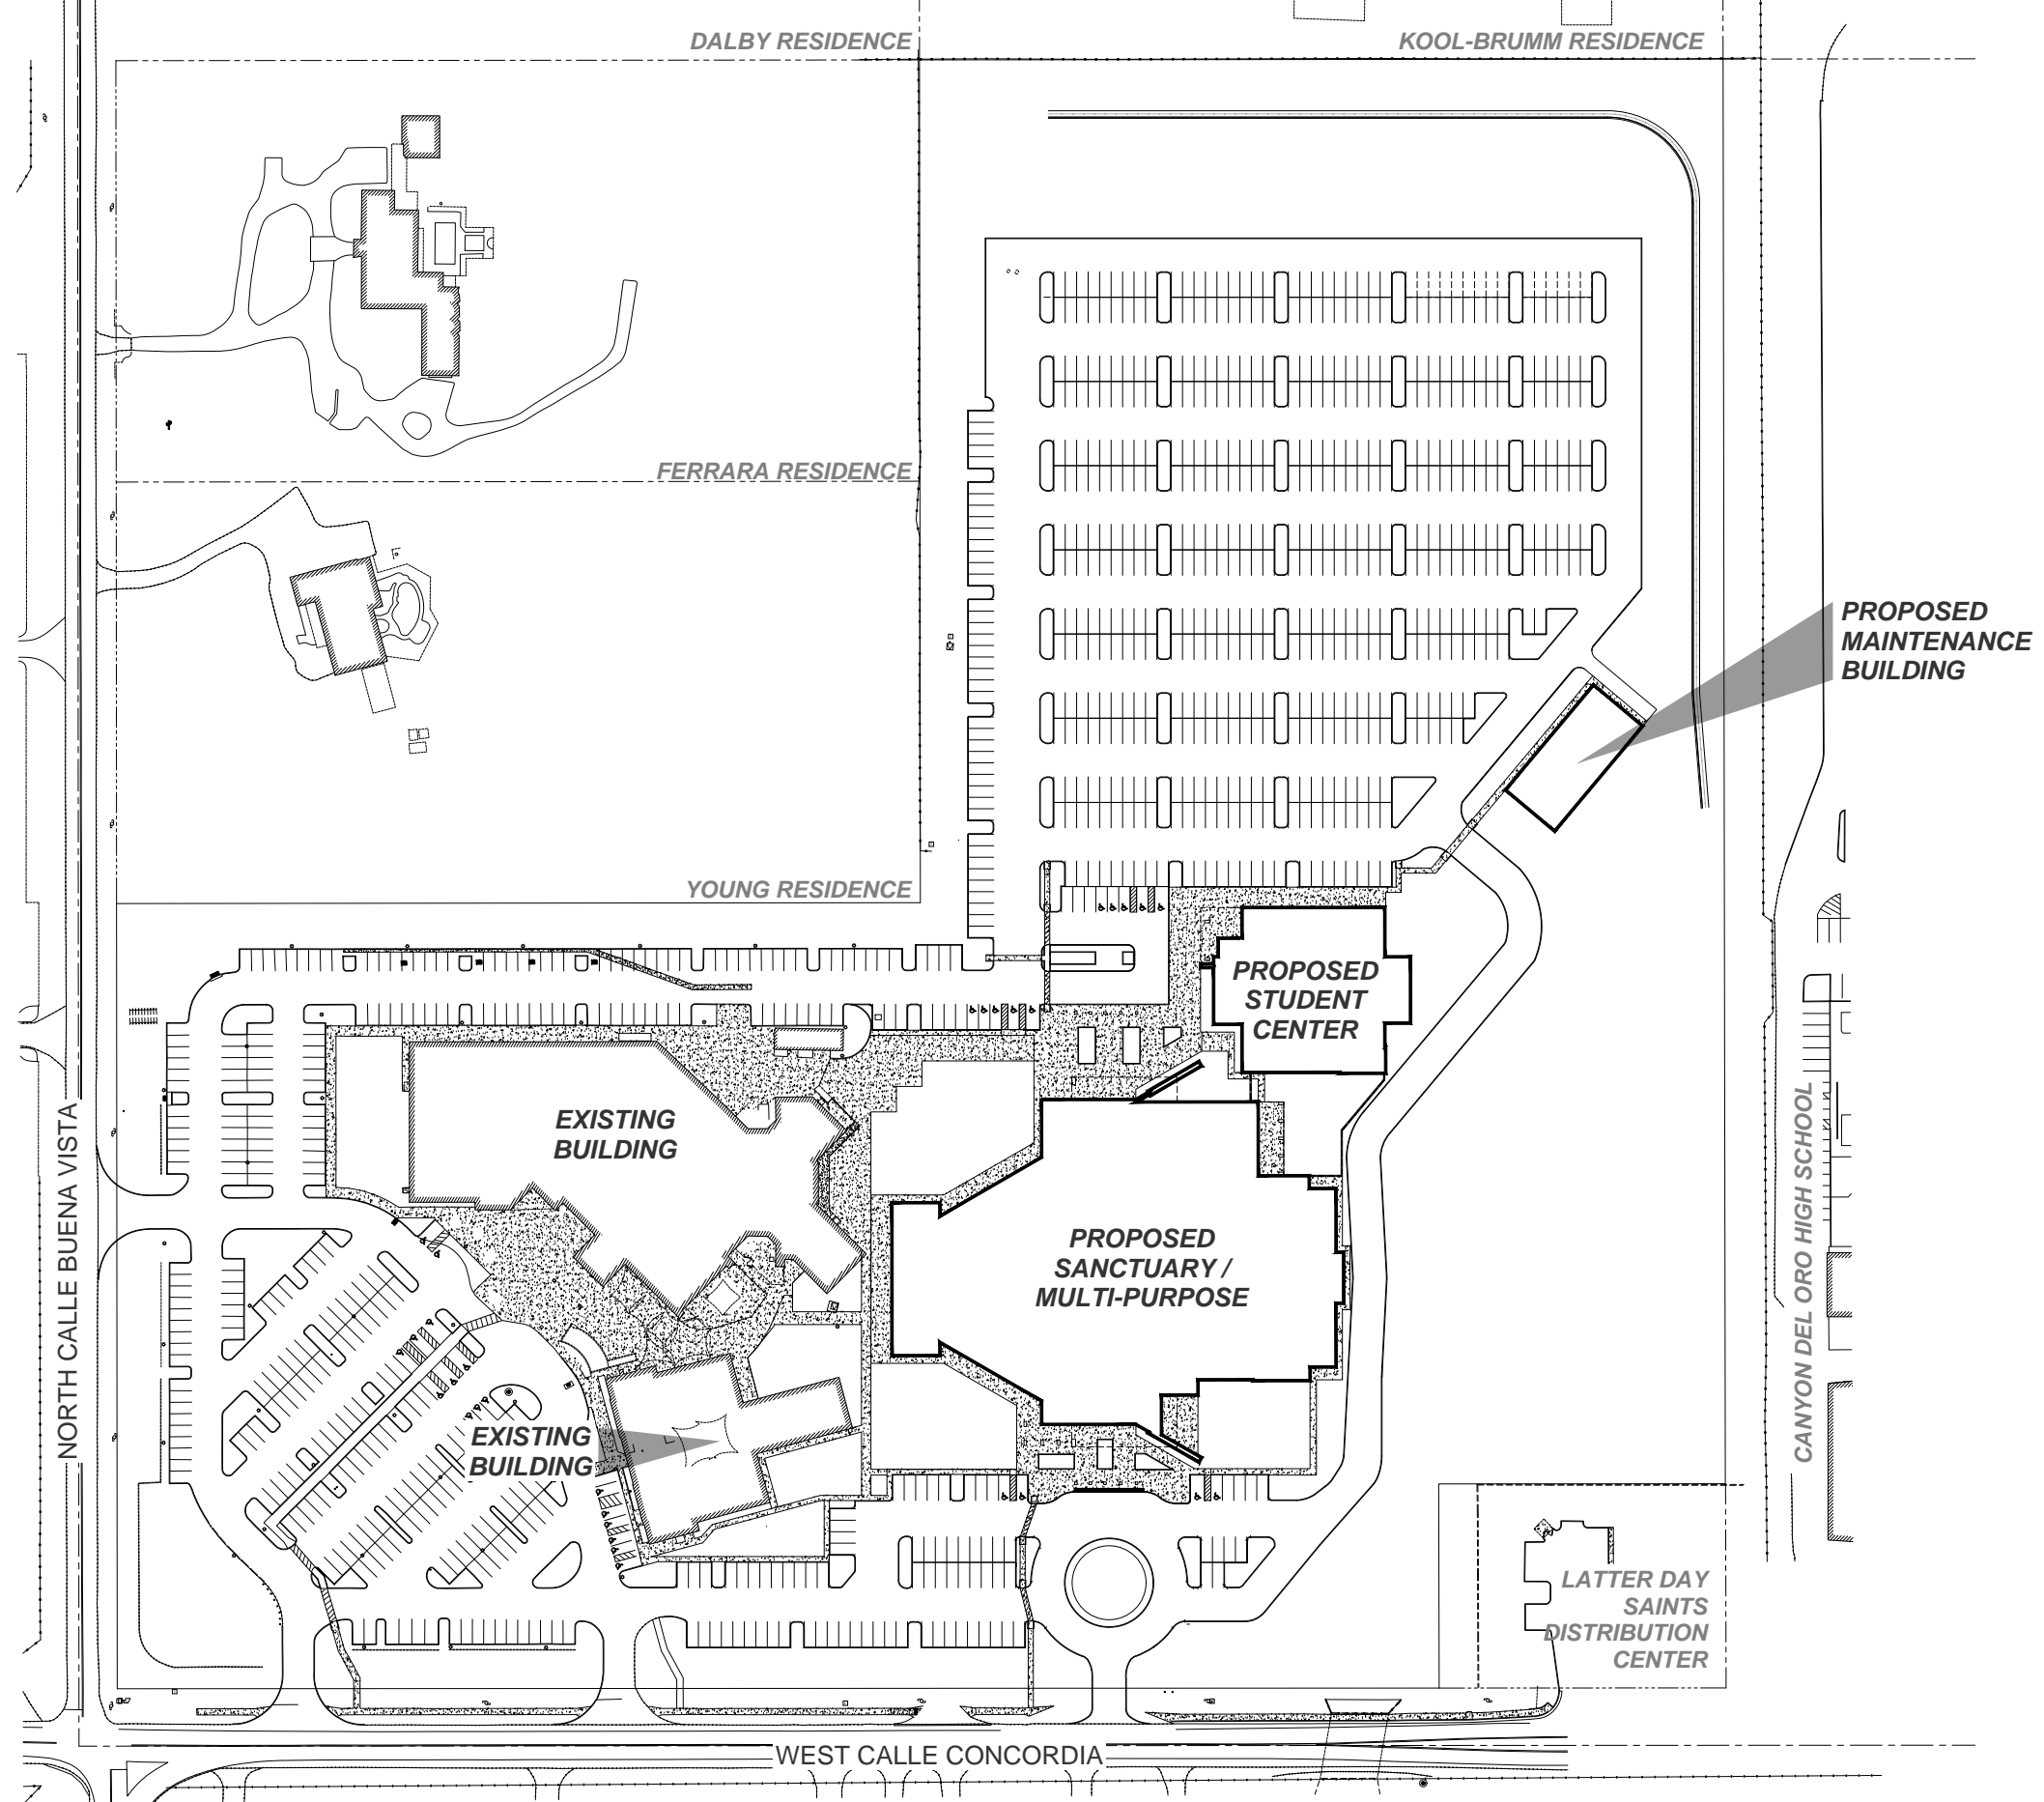 DALBY RESIDENCE
KOOL-BRUMM RESIDENCE
FERRARA RESIDENCE
PROPOSED
MAINTENANCE
BUILDING
YOUNG RESIDENCE
PROPOSED
STUDENT
CENTER
EXISTING
BUILDING
NORTH CALLE BUENA VISTA
CANYON DEL ORO HIGH SCHOOL
PROPOSED
SANCTUARY /
MULTI-PURPOSE
EXISTING
BUILDING
LATTER DAY
SAINTS
DISTRIBUTION
CENTER
WEST CALLE CONCORDIA